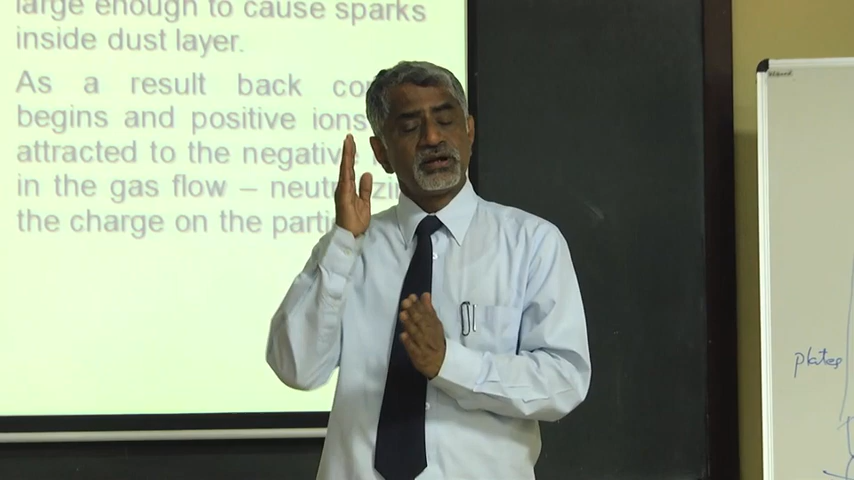 large enough to cause sparks
inside dust layer.
As a result back
begins and positive ions
attracted to the negative
in the gas flow –
the charge on the
plates